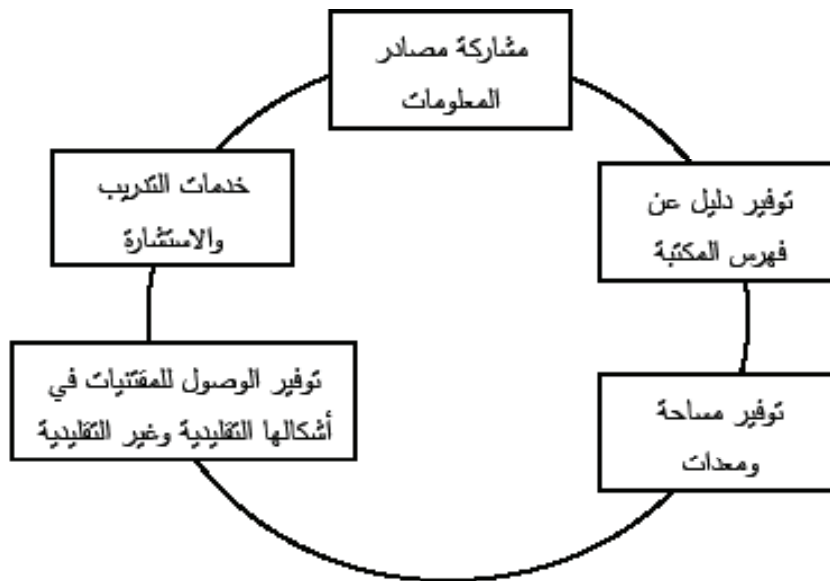 مشاركة مصادر
المعلومات
توفير دليل عن
فهرس المكتبة
توفير مساحة
ومعدات
توفير الوصول للمقتنيات في
أشكالها التقليدية وغير التقليدية
خدمات التدريب
والاستشارة